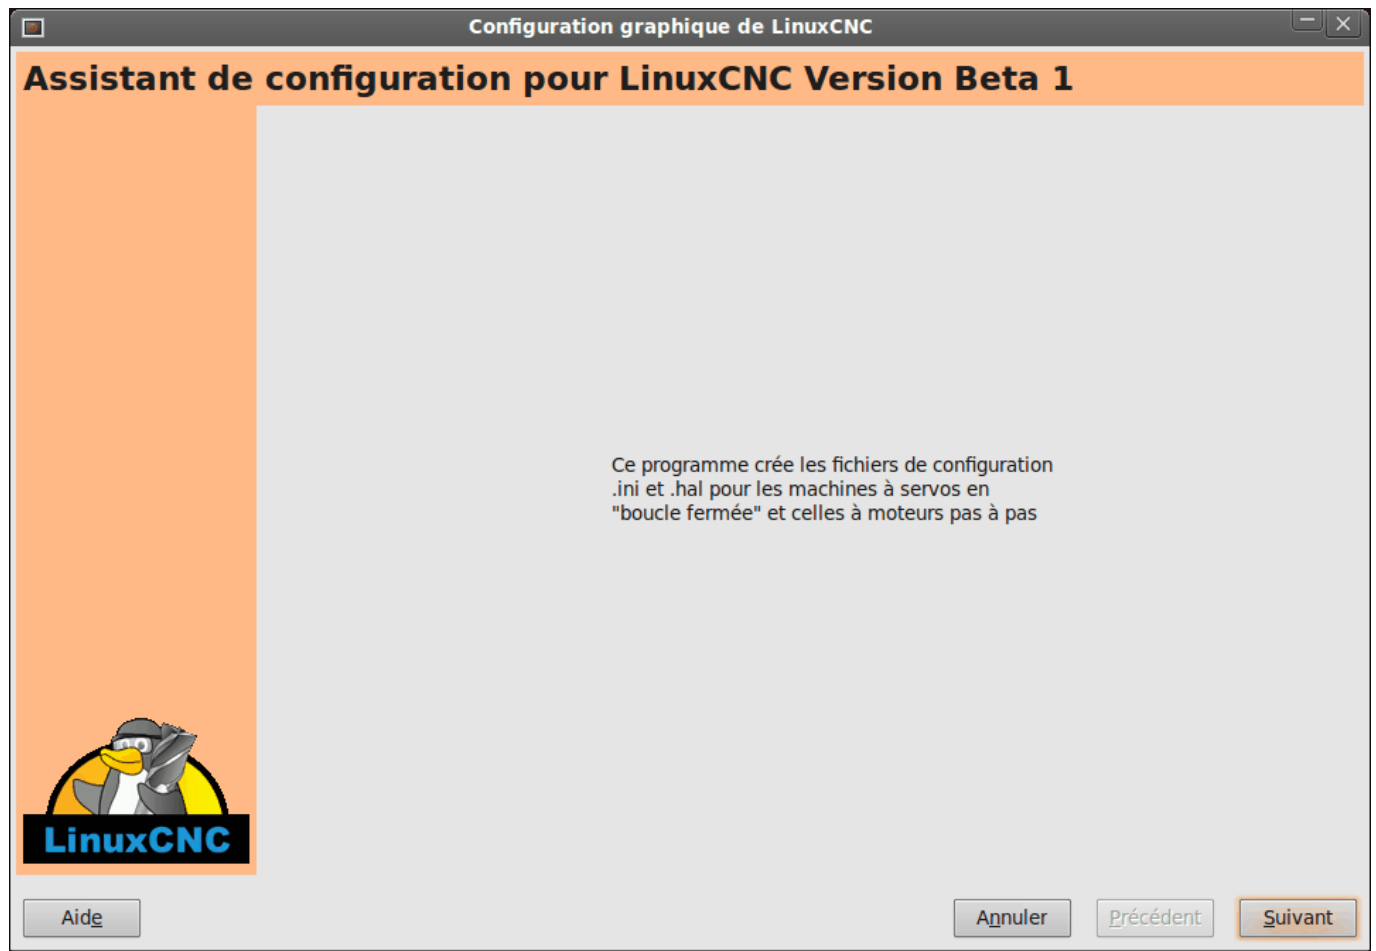 Configuration graphique de LinuxCNC
Assistant de configuration pour LinuxCNC Version Beta 1
Ce programme crée les fichiers de configuration
.ini et .hal pour les machines à servos en
"boucle fermée" et celles à moteurs pas à pas
LinuxCNC
Aide
Annuler
Précédent
Suivant